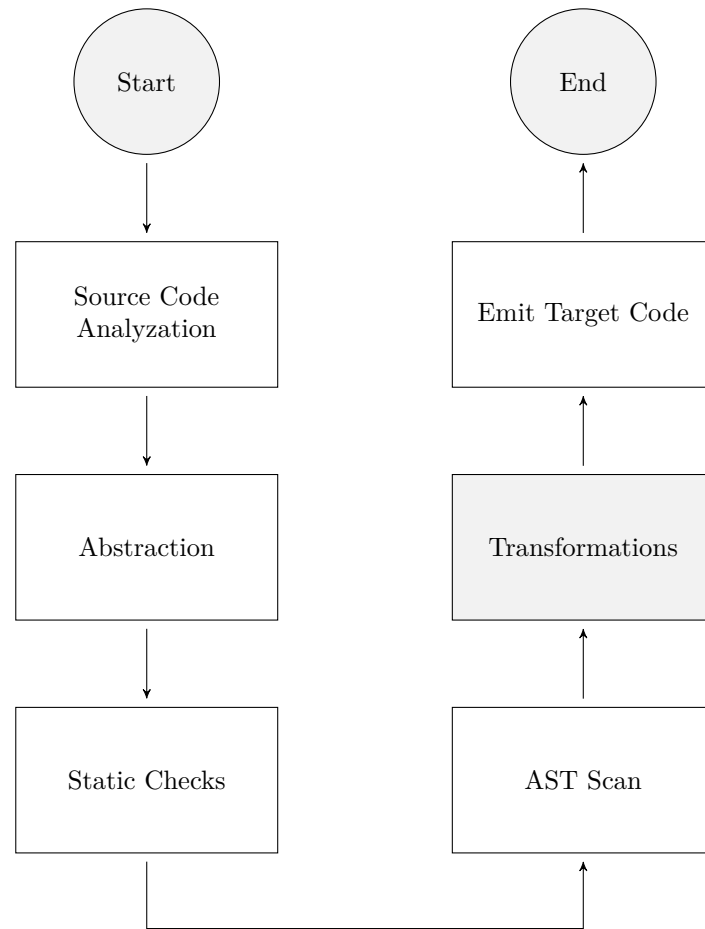 Start
End
Source Code
Analyzation
Emit Target Code
Abstraction
Transformations
Static Checks
AST Scan